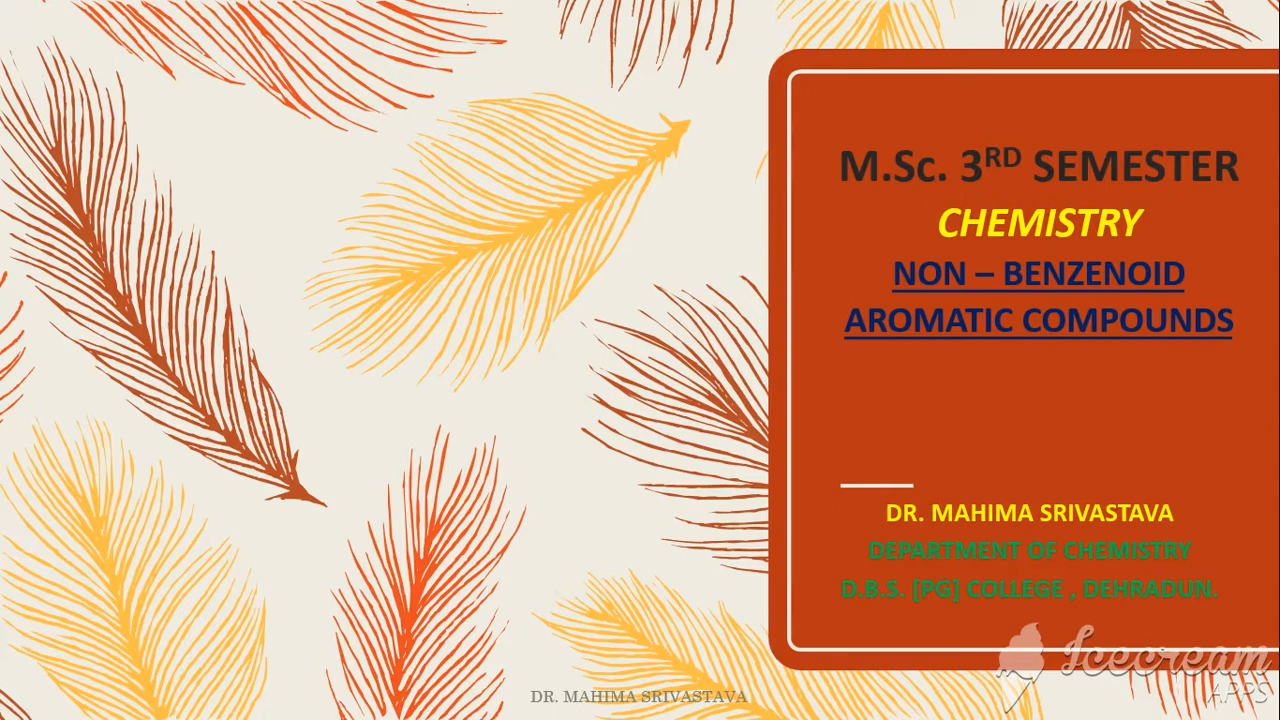 M.Sc. 3RD SEMESTER
CHEMISTRY
NON – BENZENOID
AROMATIC COMPOUNDS
DR. MAHIMA SRIVASTAVA
DEPARTMENT OF CHEMISTRY
D.B.S. [PG] COLLEGE , DEHRADUN.
Icecream
APPS
DR. MAHIMA SRIVASTAVA